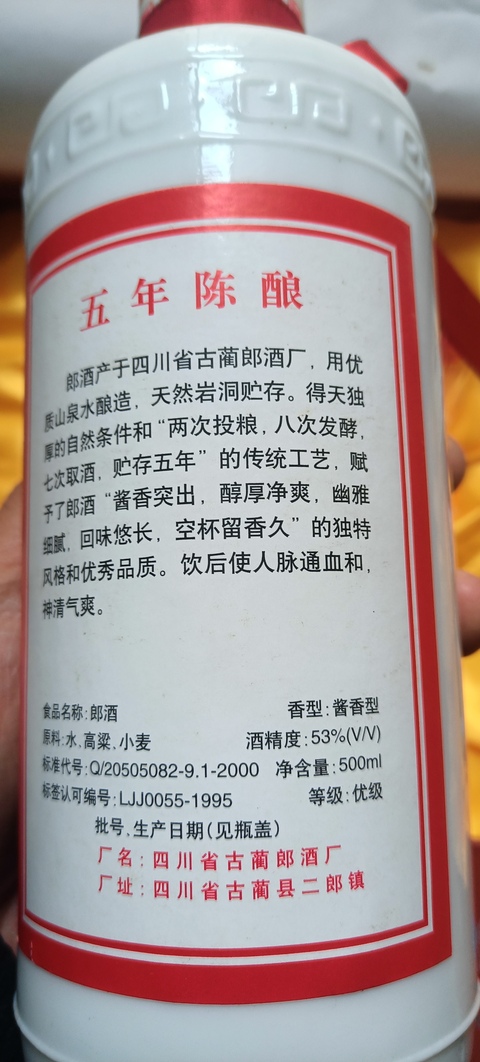 五年陈酿
郎酒产于四川省古蔺郎酒厂，用优
质山泉水酿造，天然岩洞贮存。得天独
厚的自然条件和“两次投粮，八次发酵，
七次取酒，贮存五年”的传统工艺，赋
予了郎酒“酱香突出，醇厚净爽，幽雅
细腻，回味悠长，空杯留香久”的独特
风格和优秀品质。饮后使人脉通血和，
神清气爽。
食品名称：郎酒 香型：酱香型
原料：水、高粱、小麦 酒精度：53%(V/V)
标准代号：Q/20505082-9.1-2000 净含量：500ml
标签认可编号：LJJ0055-1995 等级：优级
批号、生产日期（见瓶盖）
厂名：四川省古蔺郎酒厂
厂址：四川省古蔺县二郎镇